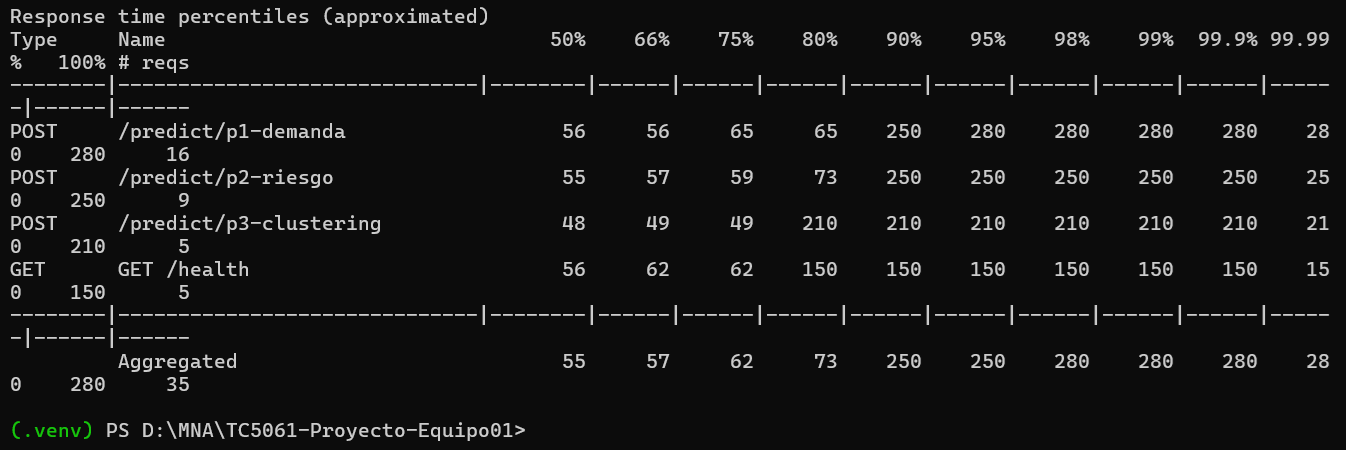 Response time percentiles (approximated)
Type     Name                                50%    66%    75%    80%    90%    95%    98%    99%  99.9% 99.99
%   100% # reqs
--------|------------------------------|--------|------|------|------|------|------|------|------|------|-----
-|------|------
POST     /predict/p1-demanda                  56     56     65     65    250    280    280    280    280    28
0    280     16
POST     /predict/p2-riesgo                   55     57     59     73    250    250    250    250    250    25
0    250      9
POST     /predict/p3-clustering               48     49     49    210    210    210    210    210    210    21
0    210      5
GET      GET /health                          56     62     62    150    150    150    150    150    150    15
0    150      5
--------|------------------------------|--------|------|------|------|------|------|------|------|------|-----
-|------|------
         Aggregated                           55     57     62     73    250    250    280    280    280    28
0    280     35
(.venv) PS D:\MNA\TC5061-Proyecto-Equipo01>